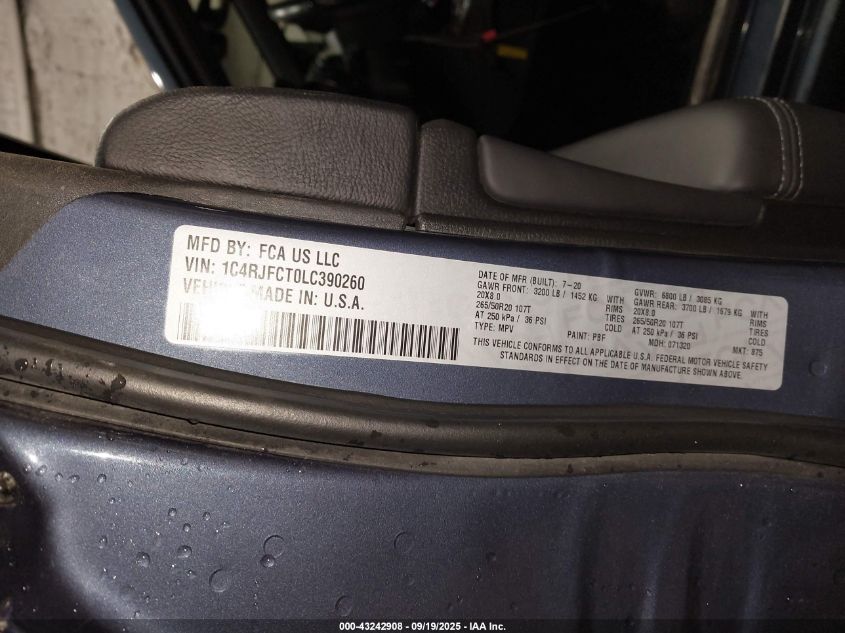 MFD BY: FCA US LLC
VIN: 1C4RJFCT0LC390260
VEHICLE MADE IN: U.S.A.
DATE OF MFR (BUILT): 7-20
GVWR: 6800 LB / 3085 KG
GAWR FRONT: 3200 LB / 1452 KG WITH
GAWR REAR: 3700 LB / 1679 KG WITH
20X8.0 RIMS
20X8.0 RIMS
265/50R20 107T TIRES
265/50R20 107T TIRES
AT 250 kPa / 36 PSI COLD
AT 250 kPa / 36 PSI COLD
TYPE: MPV PAINT: PBF MDH: 071320 MKT: 875
THIS VEHICLE CONFORMS TO ALL APPLICABLE U.S.A. FEDERAL MOTOR VEHICLE SAFETY
STANDARDS IN EFFECT ON THE DATE OF MANUFACTURE SHOWN ABOVE.
000-43242908 - 09/19/2025 - IAA Inc.